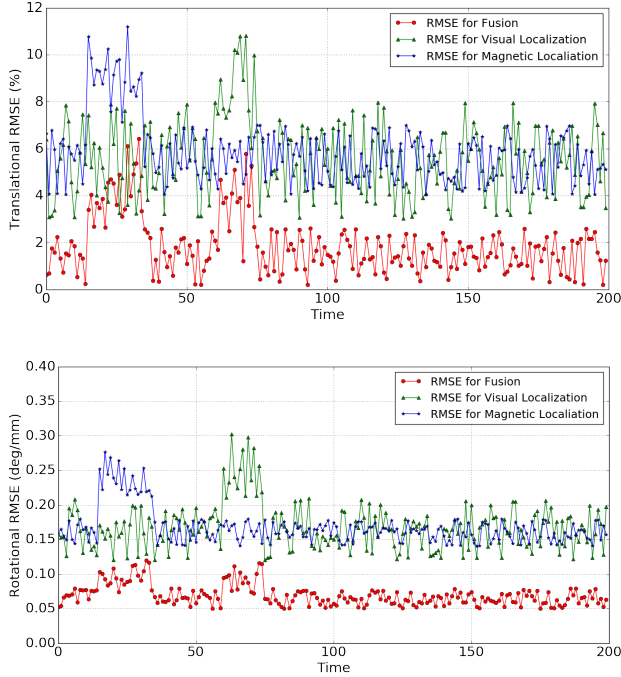 12
10
8
6
4
2
0
Translational RMSE (%)
RMSE for Fusion
RMSE for Visual Localization
RMSE for Magnetic Localiation
0 50 100 150 200
Time
0.40
0.35
0.30
0.25
0.20
0.15
0.10
0.05
0.00
Rotational RMSE (deg/mm)
RMSE for Fusion
RMSE for Visual Localization
RMSE for Magnetic Localiation
0 50 100 150 200
Time